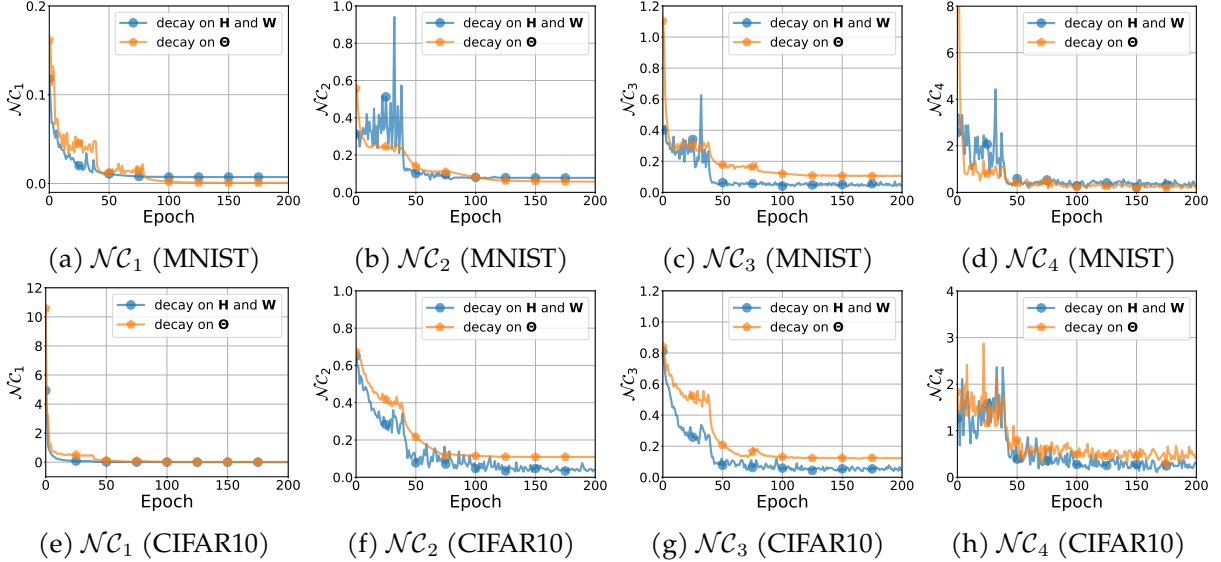 decay on H and W
decay on Θ
0.2
0.1
0.0
𝒩𝒞1
0 50 100 150 200
Epoch
(a) 𝒩𝒞1 (MNIST)
decay on H and W
decay on Θ
1.0
0.8
0.6
0.4
0.2
0.0
𝒩𝒞2
0 50 100 150 200
Epoch
(b) 𝒩𝒞2 (MNIST)
decay on H and W
decay on Θ
1.2
1.0
0.8
0.6
0.4
0.2
0.0
𝒩𝒞3
0 50 100 150 200
Epoch
(c) 𝒩𝒞3 (MNIST)
decay on H and W
decay on Θ
8
6
4
2
0
𝒩𝒞4
0 50 100 150 200
Epoch
(d) 𝒩𝒞4 (MNIST)
decay on H and W
decay on Θ
12
10
8
6
4
2
0
𝒩𝒞1
0 50 100 150 200
Epoch
(e) 𝒩𝒞1 (CIFAR10)
decay on H and W
decay on Θ
1.0
0.8
0.6
0.4
0.2
0.0
𝒩𝒞2
0 50 100 150 200
Epoch
(f) 𝒩𝒞2 (CIFAR10)
decay on H and W
decay on Θ
1.2
1.0
0.8
0.6
0.4
0.2
0.0
𝒩𝒞3
0 50 100 150 200
Epoch
(g) 𝒩𝒞3 (CIFAR10)
decay on H and W
decay on Θ
4
3
2
1
0
𝒩𝒞4
0 50 100 150 200
Epoch
(h) 𝒩𝒞4 (CIFAR10)